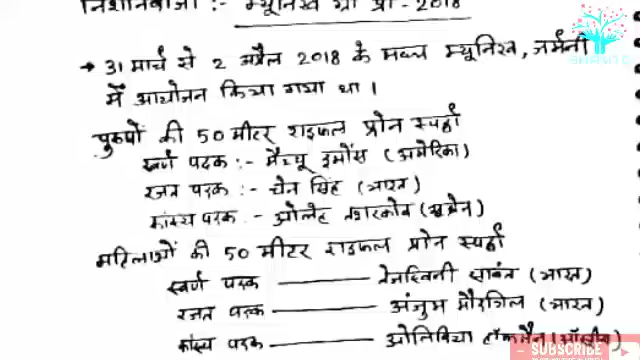 निशानेबाजी :- म्यूनिख ग्रां प्री - 2018
→ 31 मार्च से 2 अप्रैल 2018 के मध्य म्यूनिख, जर्मनी
में आयोजन किया गया था।
पुरुषों की 50 मीटर राइफल प्रोन स्पर्धा
स्वर्ण पदक :- मैथ्यू इमोंस (अमेरिका)
रजत पदक :- चैन सिंह (भारत)
कांस्य पदक - ओलेह (यूक्रेन)
महिलाओं की 50 मीटर राइफल प्रोन स्पर्धा
स्वर्ण पदक —— तेजस्विनी सावंत (भारत)
रजत पदक —— अंजुम मौदगिल (भारत)
कांस्य पदक —— ओलिविया
SUBSCRIBE